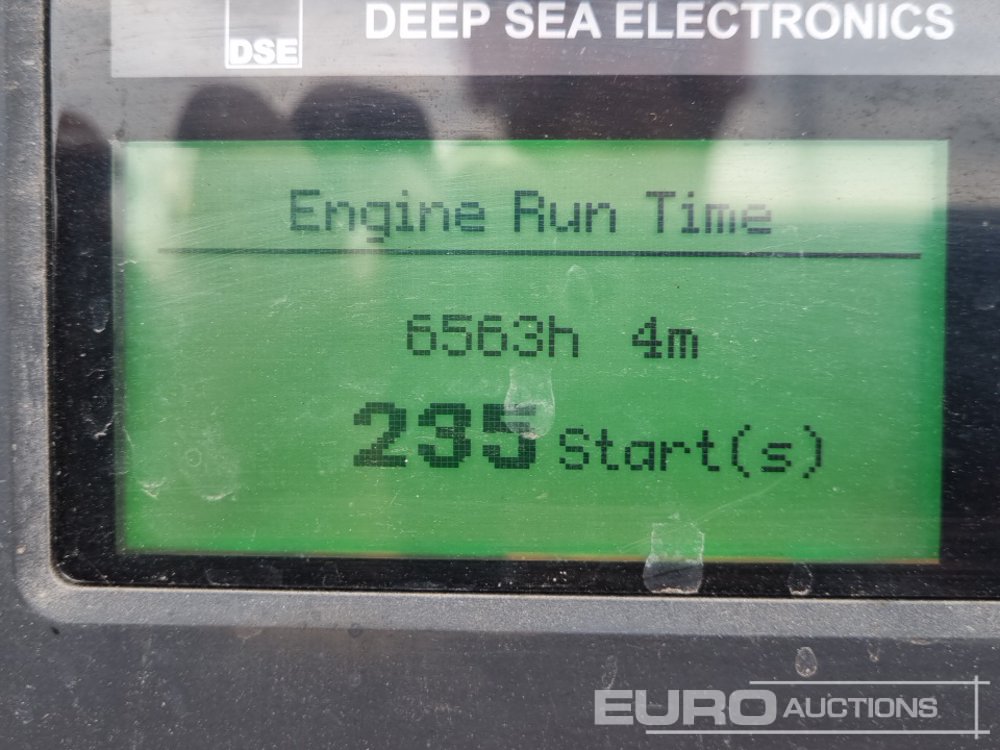 DSE DEEP SEA ELECTRONICS
Engine Run Time
6563h 4m
235 Start(s)
EURO AUCTIONS